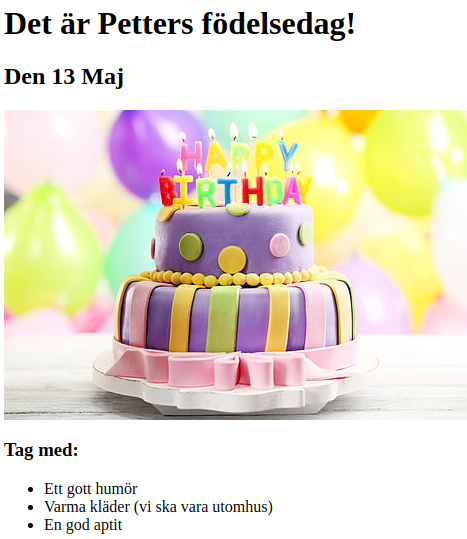 Det är Petters födelsedag!
Den 13 Maj
HAPPY
BIRTHDAY
Tag med:
Ett gott humör
Varma kläder (vi ska vara utomhus)
En god aptit